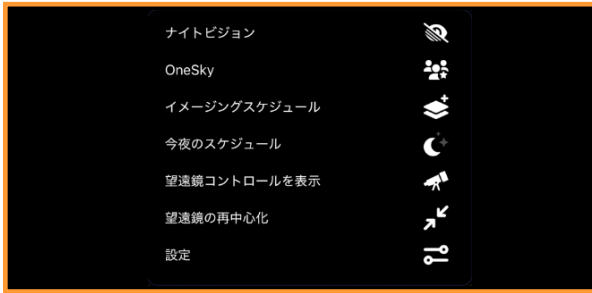 ナイトビジョン
OneSky
イメージングスケジュール
今夜のスケジュール
望遠鏡コントロールを表示
望遠鏡の再中心化
設定